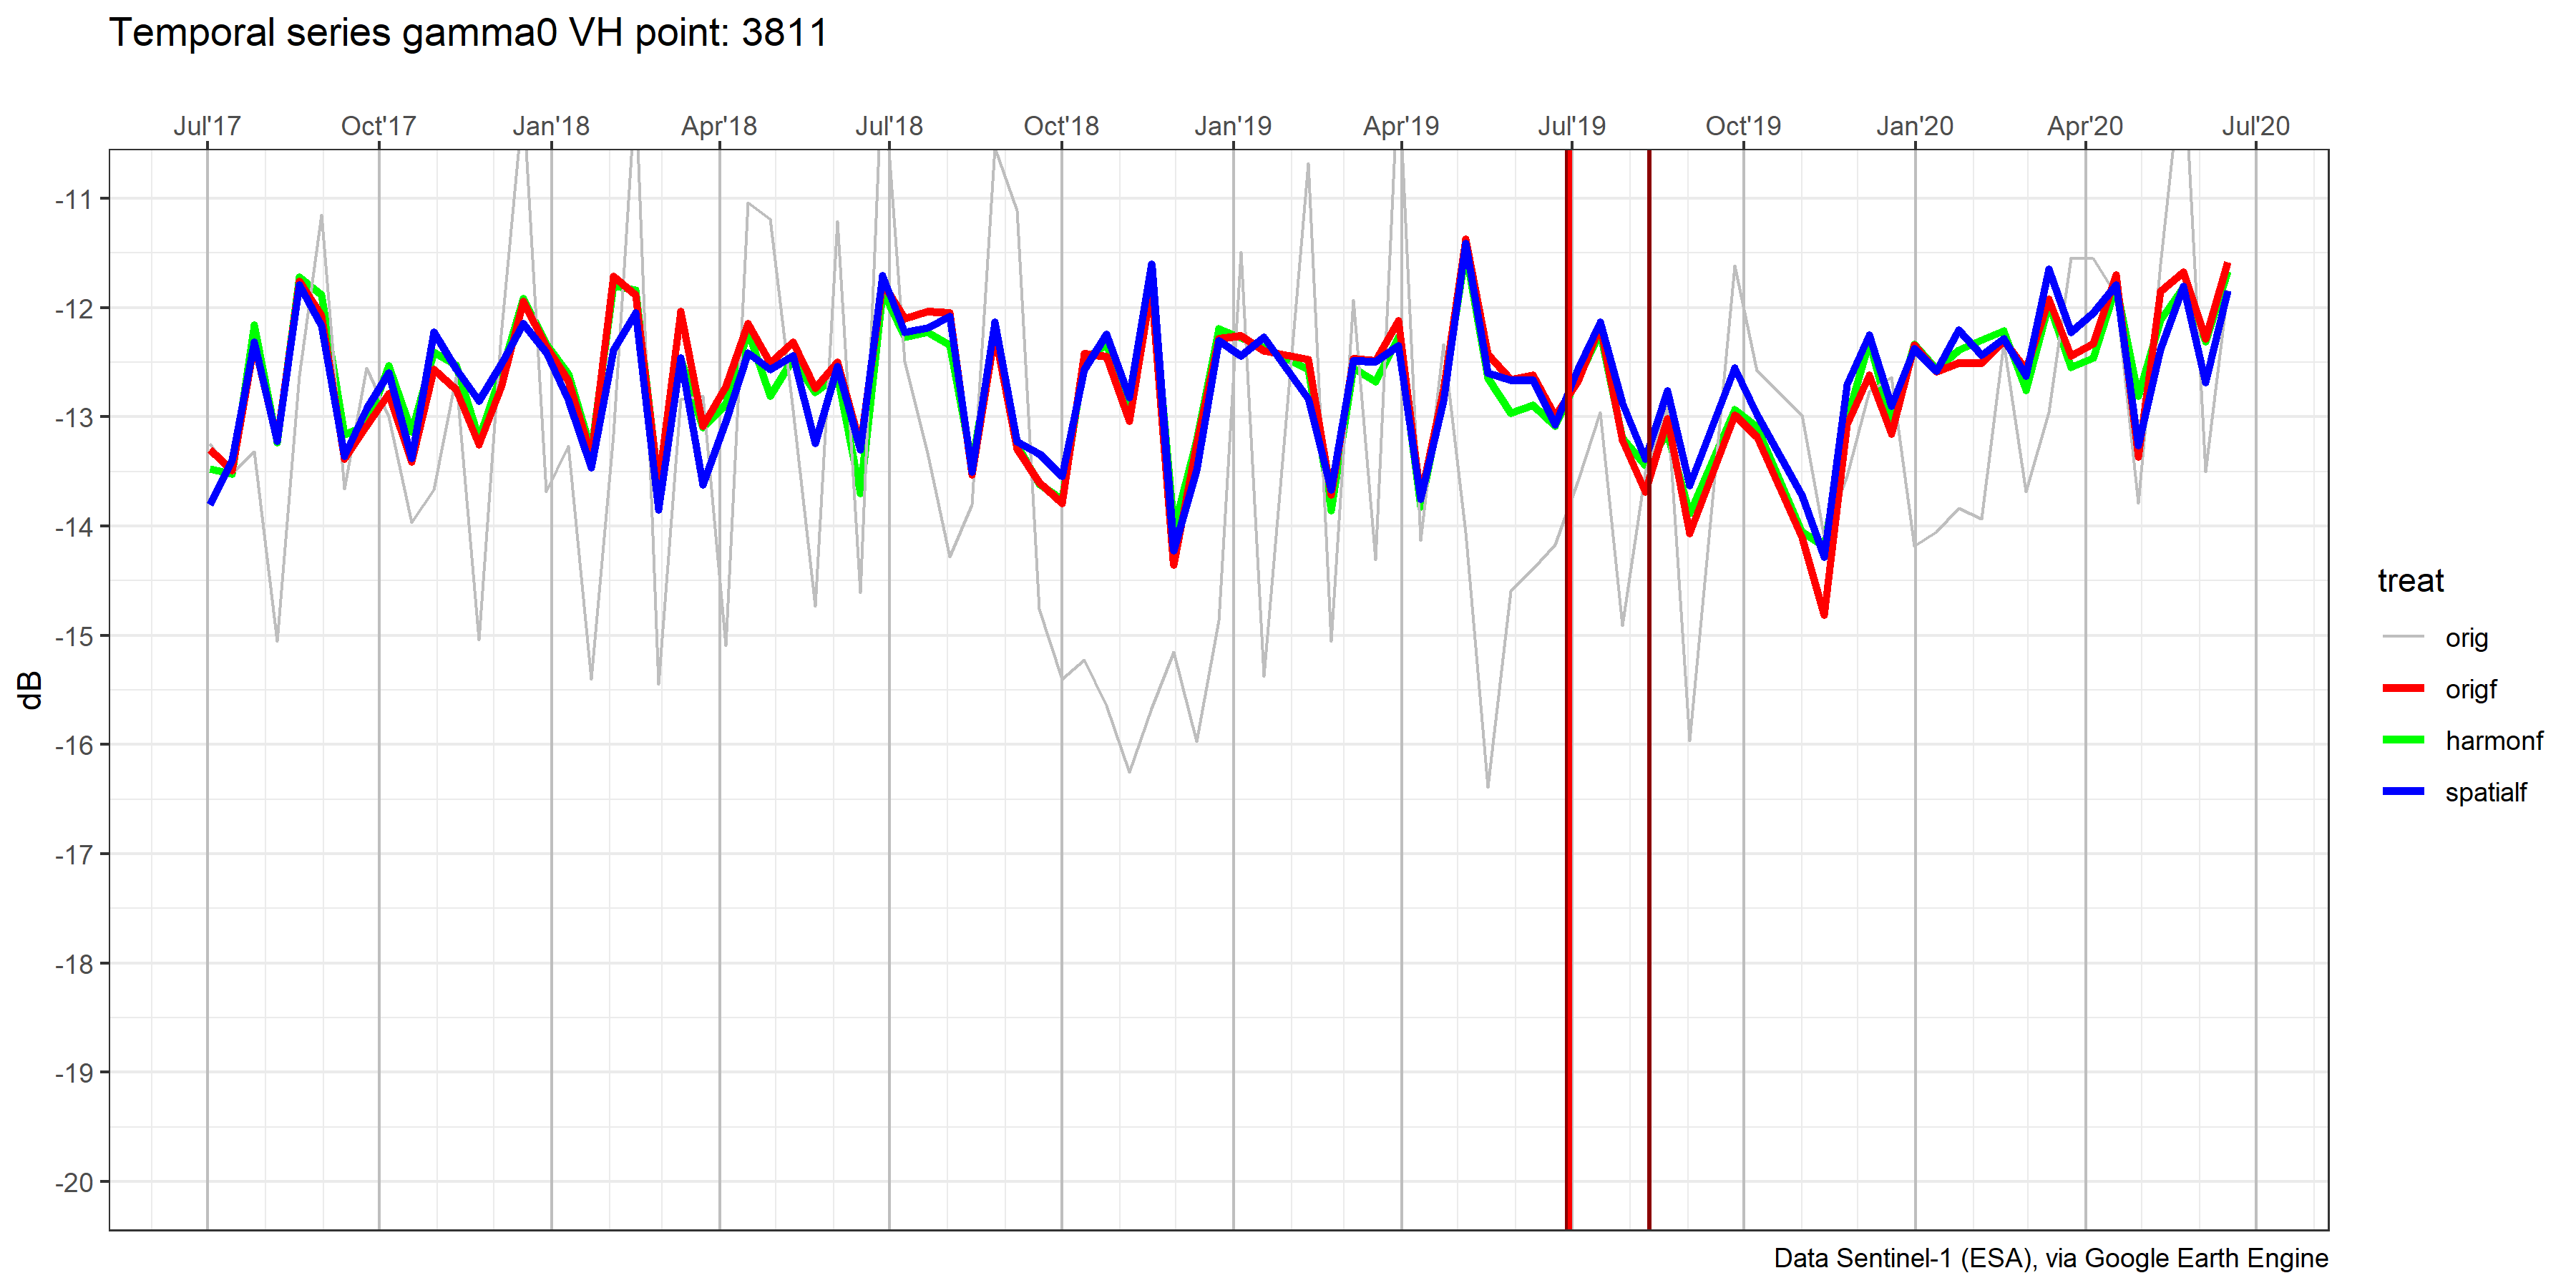 Temporal series gamma0 VH point: 3811
Jul'17 Oct'17 Jan'18 Apr'18 Jul'18 Oct'18 Jan'19 Apr'19 Jul'19 Oct'19 Jan'20 Apr'20 Jul'20
-11
-12
-13
-14
-15
-16
-17
-18
-19
-20
dB
treat
orig
origf
harmonf
spatialf
Data Sentinel-1 (ESA), via Google Earth Engine